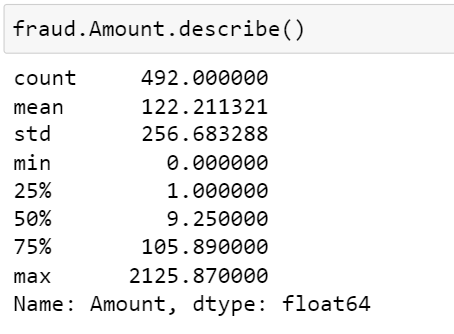 fraud.Amount.describe()
count 492.000000
mean 122.211321
std 256.683288
min 0.000000
25% 1.000000
50% 9.250000
75% 105.890000
max 2125.870000
Name: Amount, dtype: float64